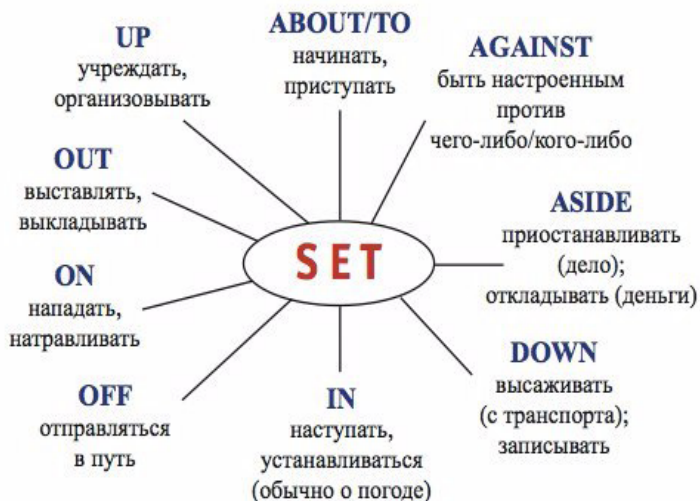 UP
учреждать,
организовывать
ABOUT/TO
начинать,
приступать
AGAINST
быть настроенным
против
чего-либо/кого-либо
OUT
выставлять,
выкладывать
SET
ASIDE
приостанавливать
(дело);
откладывать (деньги)
ON
нападать,
натравливать
DOWN
высаживать
(с транспорта);
записывать
OFF
отправляться
в путь
IN
наступать,
устанавливаться
(обычно о погоде)